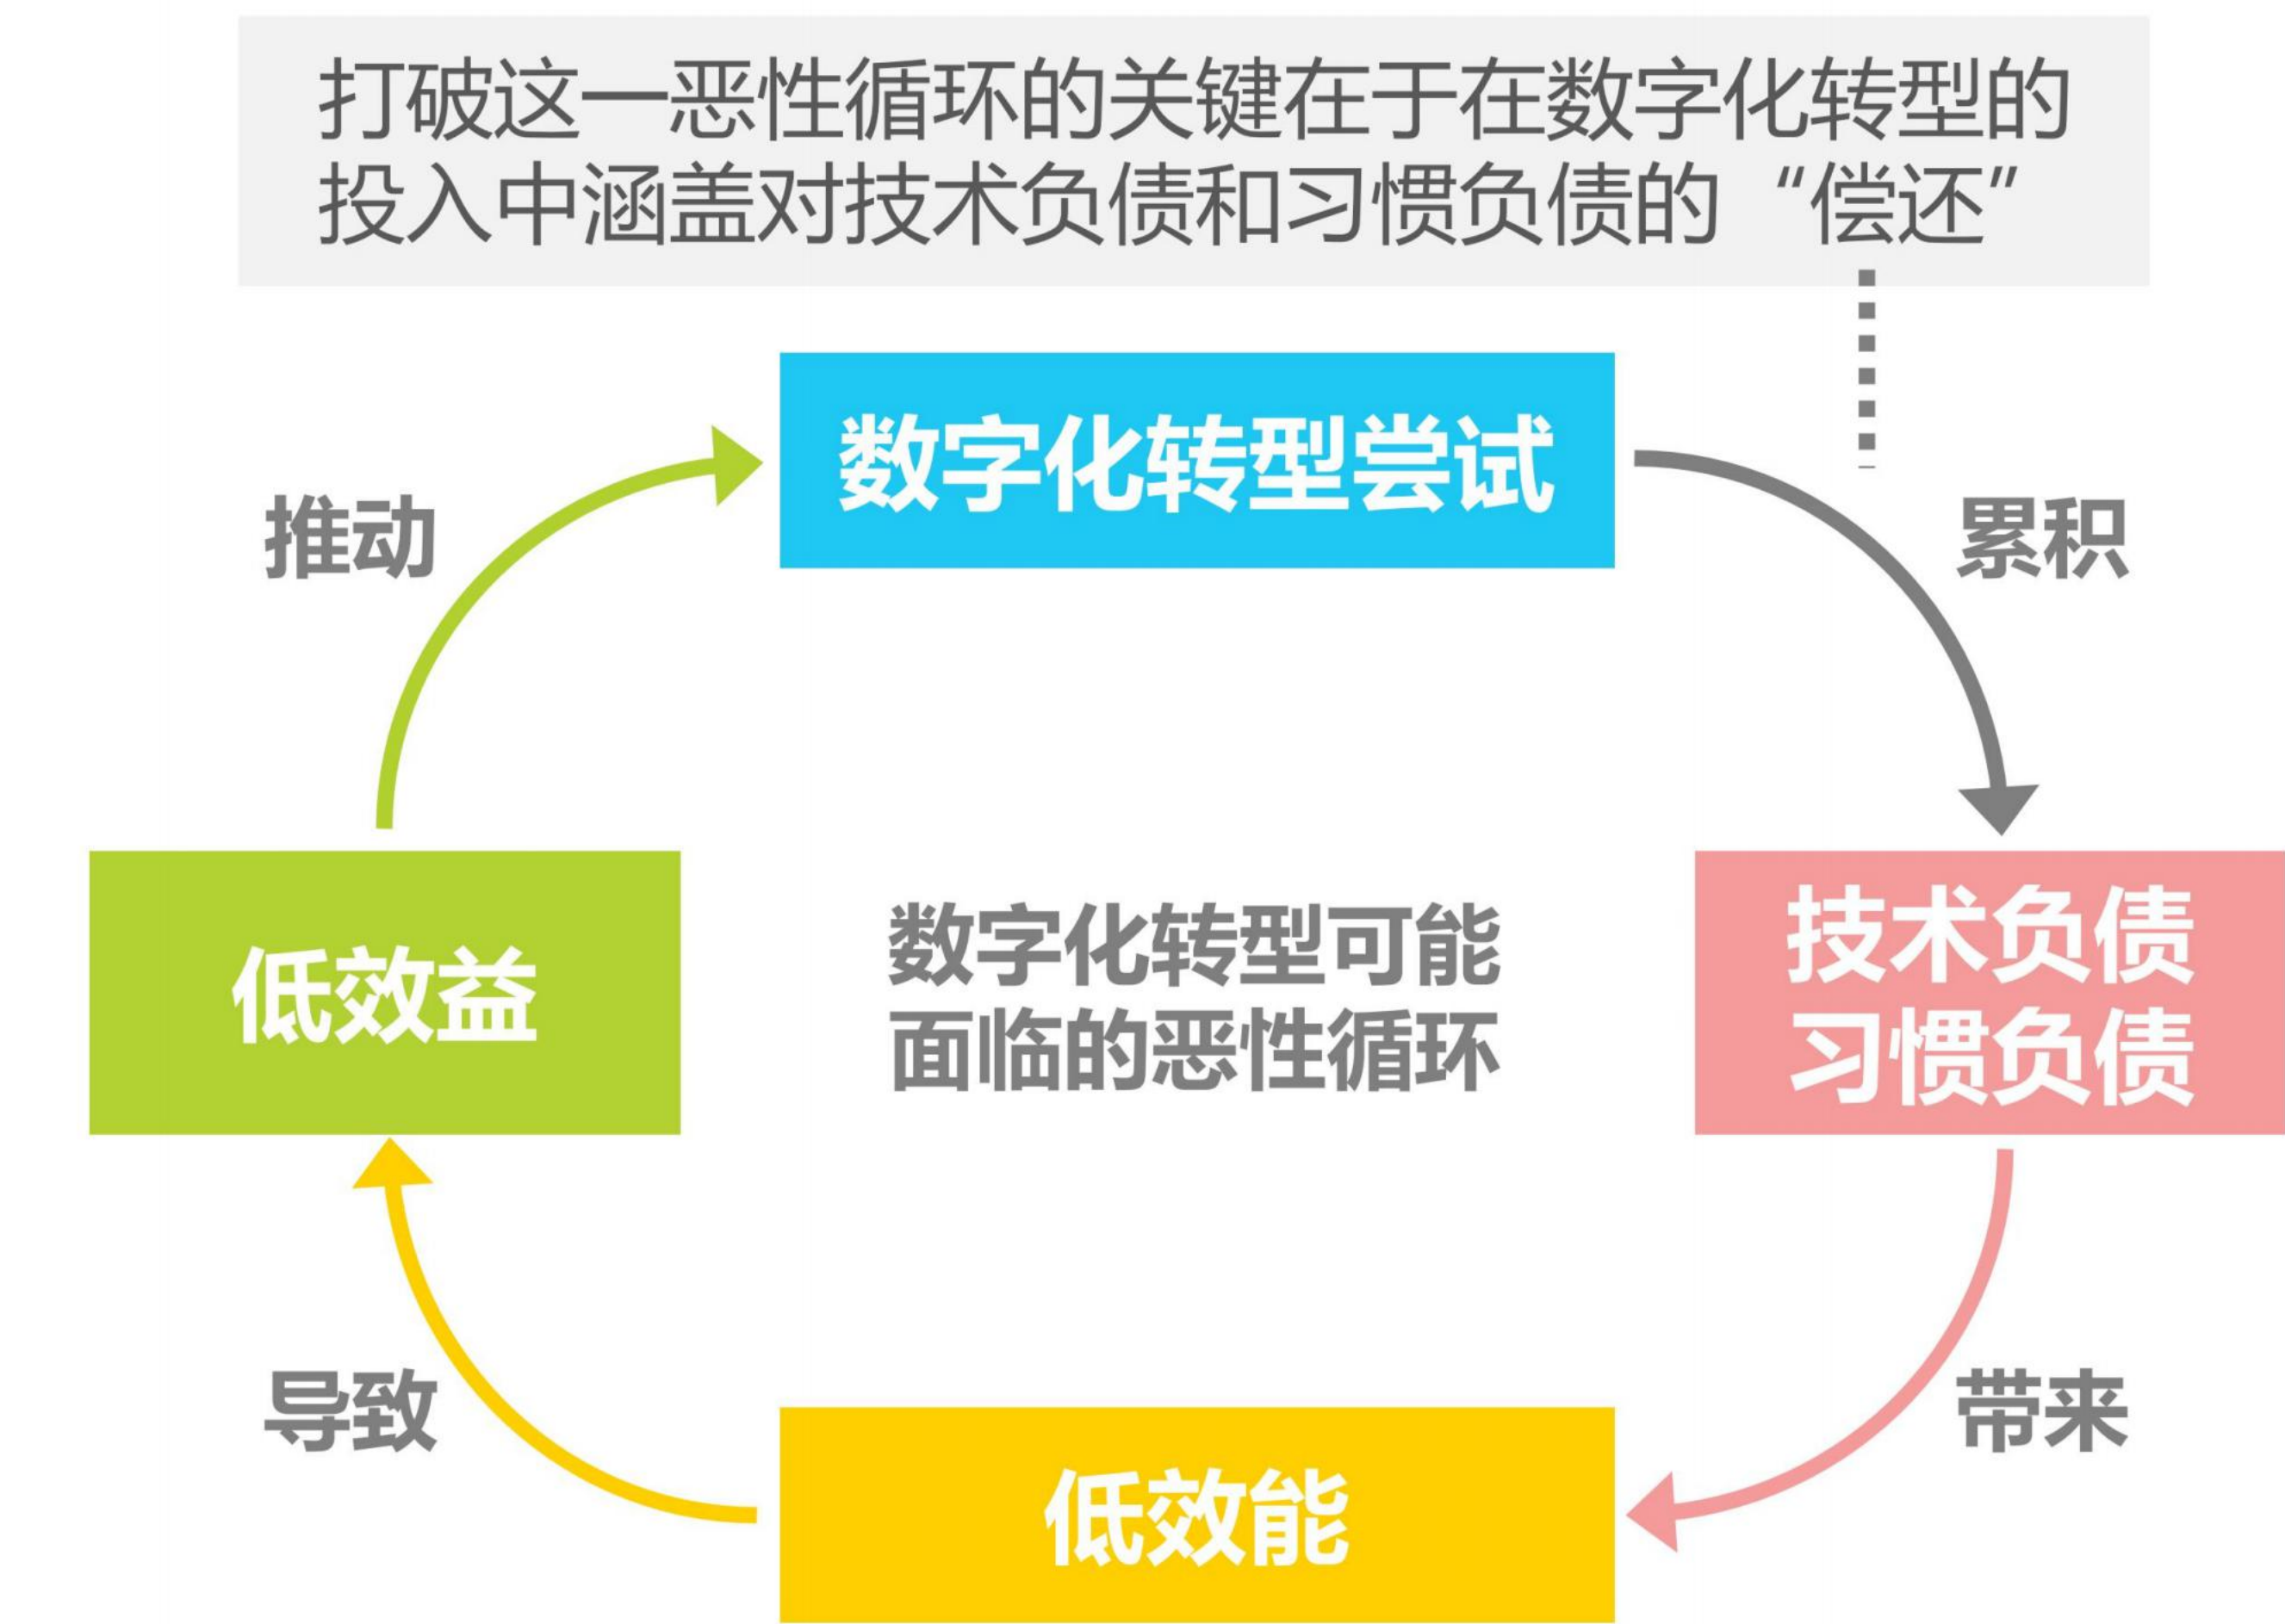 打破这一恶性循环的关键在于在数字化转型的
投入中涵盖对技术负债和习惯负债的“偿还”
数字化转型尝试
推动
累积
低效益
数字化转型可能
面临的恶性循环
技术负债
习惯负债
导致
带来
低效能